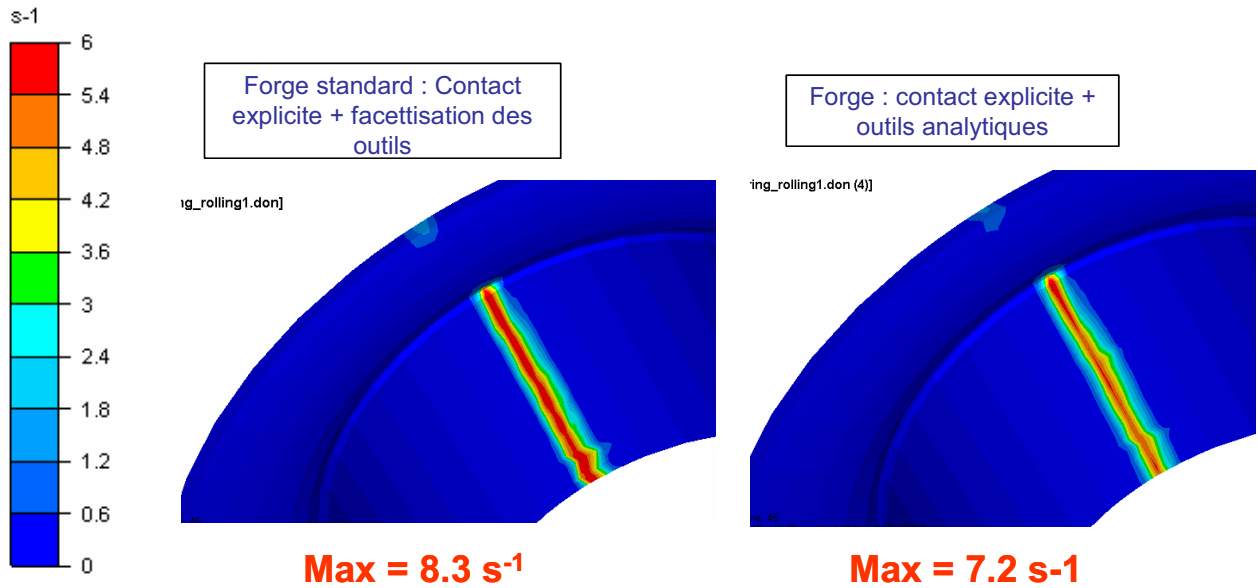 s-1
6
5.4
4.8
4.2
3.6
3
2.4
1.8
1.2
0.6
0
Forge standard : Contact
explicite + facettisation des
outils
ng_rolling1.don]
Max = 8.3 s-1
Forge : contact explicite +
outils analytiques
ring_rolling1.don (4)]
Max = 7.2 s-1